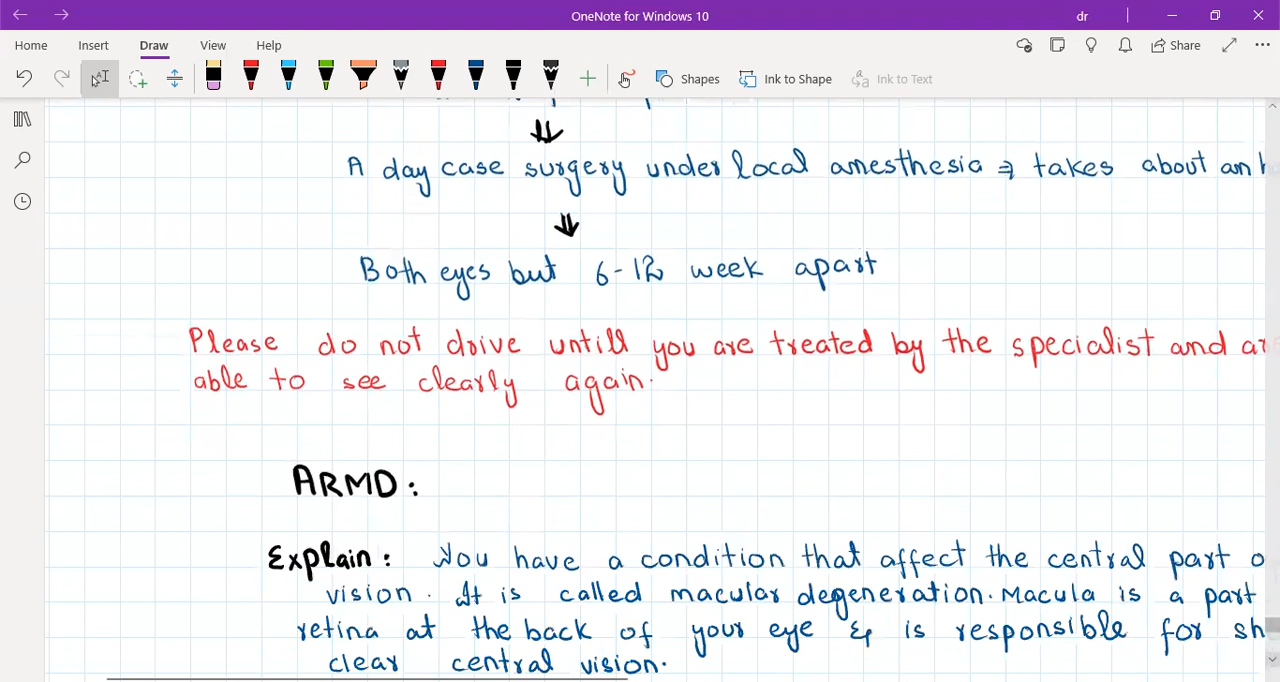 OneNote for Windows 10
dr
Home Insert Draw View Help
Share
Shapes Ink to Shape Ink to Text
A day case surgery under local anesthesia ⇒ takes about an
Both eyes but 6-12 week apart
Please do not drive untill you are treated by the specialist and
able to see clearly again.
ARMD:
Explain: You have a condition that affect the central part
vision. It is called macular degeneration. Macula is a part
retina at the back of your eye & is responsible for
clear central vision.